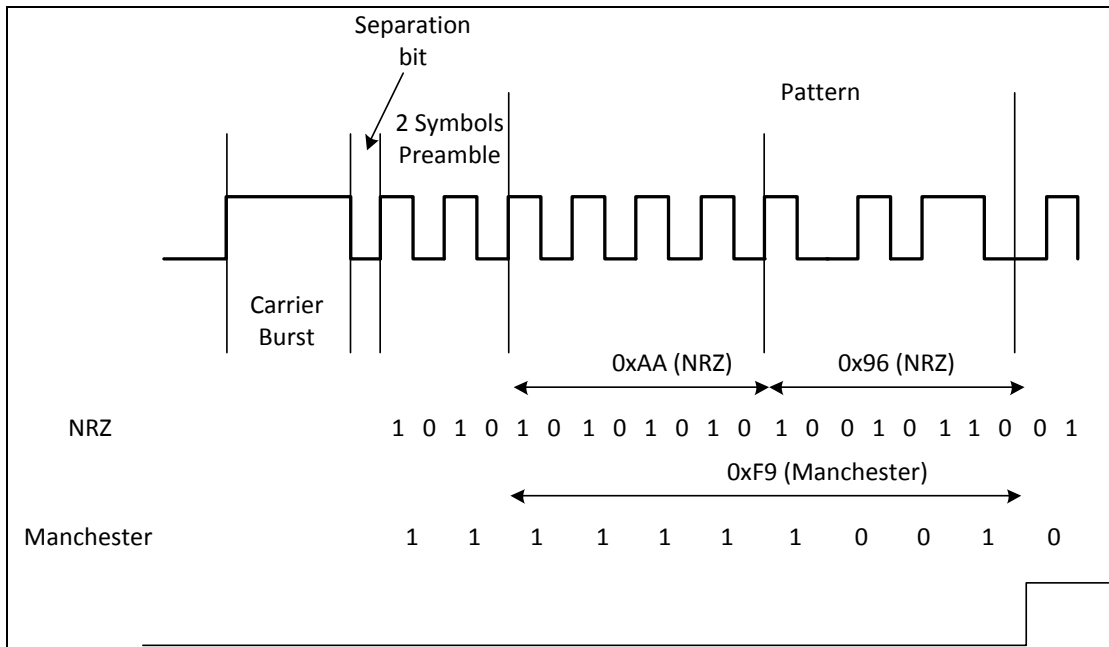 Separation
bit
Pattern
2 Symbols
Preamble
Carrier
Burst
0xAA (NRZ)
0x96 (NRZ)
NRZ
1 0 1 0 1 0 1 0 1 0 1 0 1 0 0 1 0 1 1 0 0 1
0xF9 (Manchester)
Manchester
1 1 1 1 1 1 1 0 0 1 0